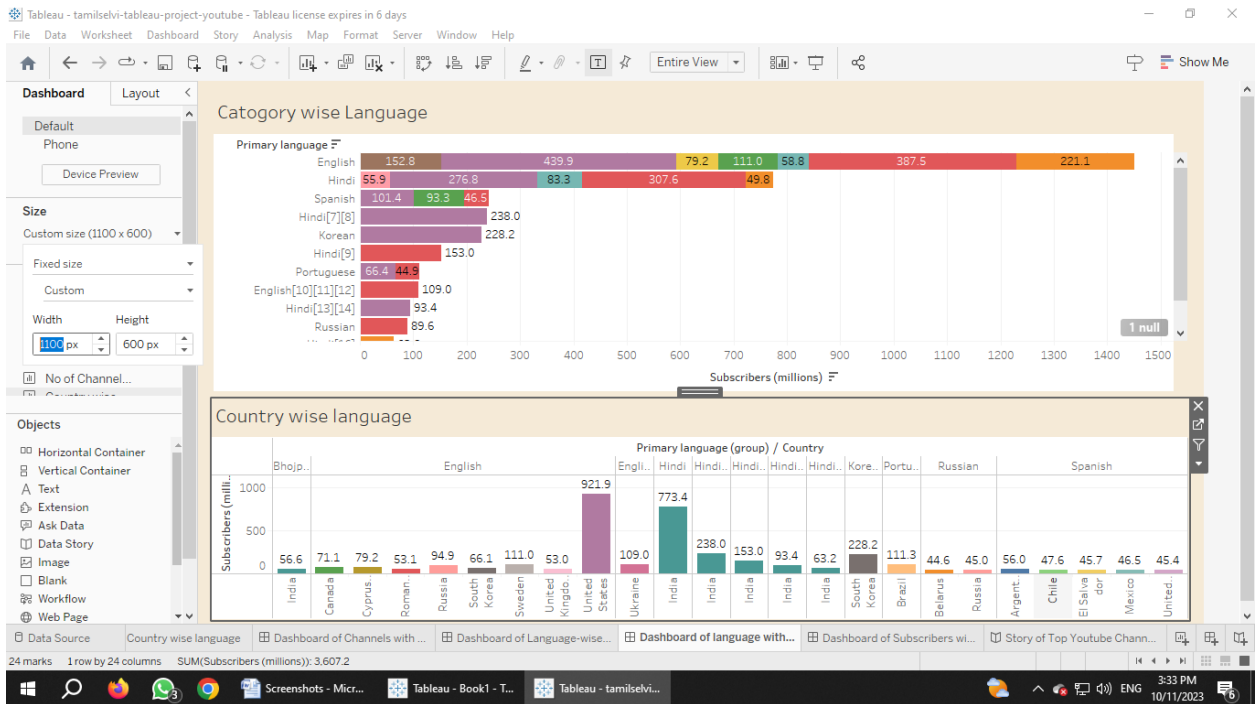 Tableau - tamilselvi-tableau-project-youtube - Tableau license expires in 6 days
File Data Worksheet Dashboard Story Analysis Map Format Server Window Help
Entire View
Show Me
Dashboard Layout
Default
Phone
Device Preview
Size
Custom size (1100 x 600)
Fixed size
Custom
Width Height
1100 px 600 px
No of Channel...
Objects
Horizontal Container
Vertical Container
Text
Extension
Ask Data
Data Story
Image
Blank
Workflow
Web Page
Catogory wise Language
Primary language
English 152.8 439.9 79.2 111.0 58.8 387.5 221.1
Hindi 55.9 276.8 83.3 307.6 49.8
Spanish 101.4 93.3 46.5
Hindi[7][8] 238.0
Korean 228.2
Hindi[9] 153.0
Portuguese 66.4 44.9
English[10][11][12] 109.0
Hindi[13][14] 93.4
Russian 89.6
1 null
0 100 200 300 400 500 600 700 800 900 1000 1100 1200 1300 1400 1500
Subscribers (millions)
Country wise language
Primary language (group) / Country
Bhojp.. English Engli.. Hindi Hindi.. Hindi.. Hindi.. Hindi.. Kore.. Portu.. Russian Spanish
Subscribers (milli..
1000
500
0
56.6 71.1 79.2 53.1 94.9 66.1 111.0 53.0 921.9 109.0 773.4 238.0 153.0 93.4 63.2 228.2 111.3 44.6 45.0 56.0 47.6 45.7 46.5 45.4
India Canada Cyprus.. Roman.. Russia South Korea Sweden United Kingdo.. United States Ukraine India India India India India South Korea Brazil Belarus Russia Argent.. Chile El Salva dor Mexico United..
Data Source Country wise language Dashboard of Channels with ... Dashboard of Language-wise... Dashboard of language with... Dashboard of Subscribers wi... Story of Top Youtube Chann...
24 marks 1 row by 24 columns SUM(Subscribers (millions)): 3,607.2
3 Screenshots - Micr... Tableau - Book1 - T... Tableau - tamilselvi... ENG 3:33 PM
10/11/2023 6